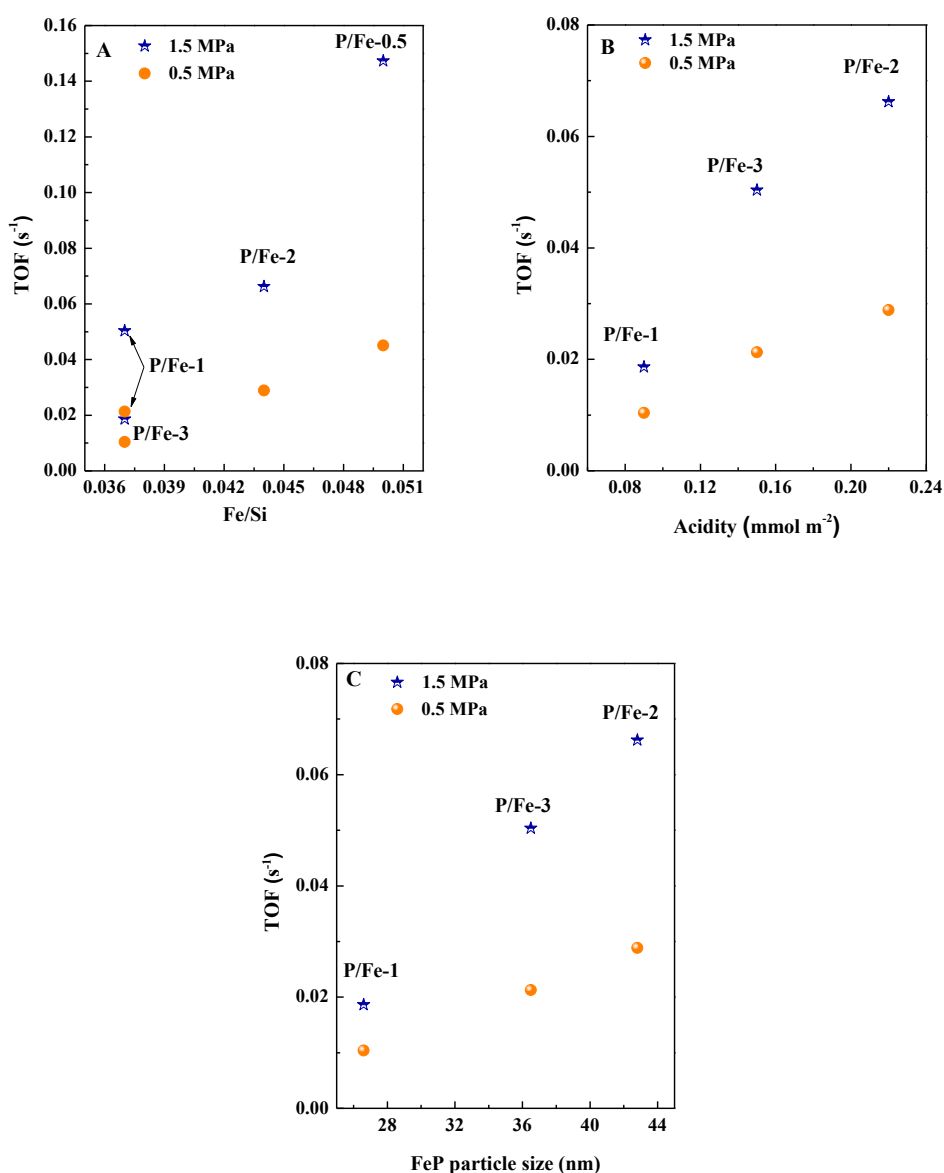 A
1.5 MPa
0.5 MPa
P/Fe-0.5
P/Fe-2
P/Fe-1
P/Fe-3
0.16
0.14
0.12
0.10
0.08
0.06
0.04
0.02
0.00
TOF (s⁻¹)
0.036 0.039 0.042 0.045 0.048 0.051
Fe/Si
B
1.5 MPa
0.5 MPa
P/Fe-2
P/Fe-3
P/Fe-1
0.08
0.06
0.04
0.02
0.00
TOF (s⁻¹)
0.08 0.12 0.16 0.20 0.24
Acidity (mmol m⁻²)
C
1.5 MPa
0.5 MPa
P/Fe-2
P/Fe-3
P/Fe-1
0.08
0.06
0.04
0.02
0.00
TOF (s⁻¹)
28 32 36 40 44
FeP particle size (nm)